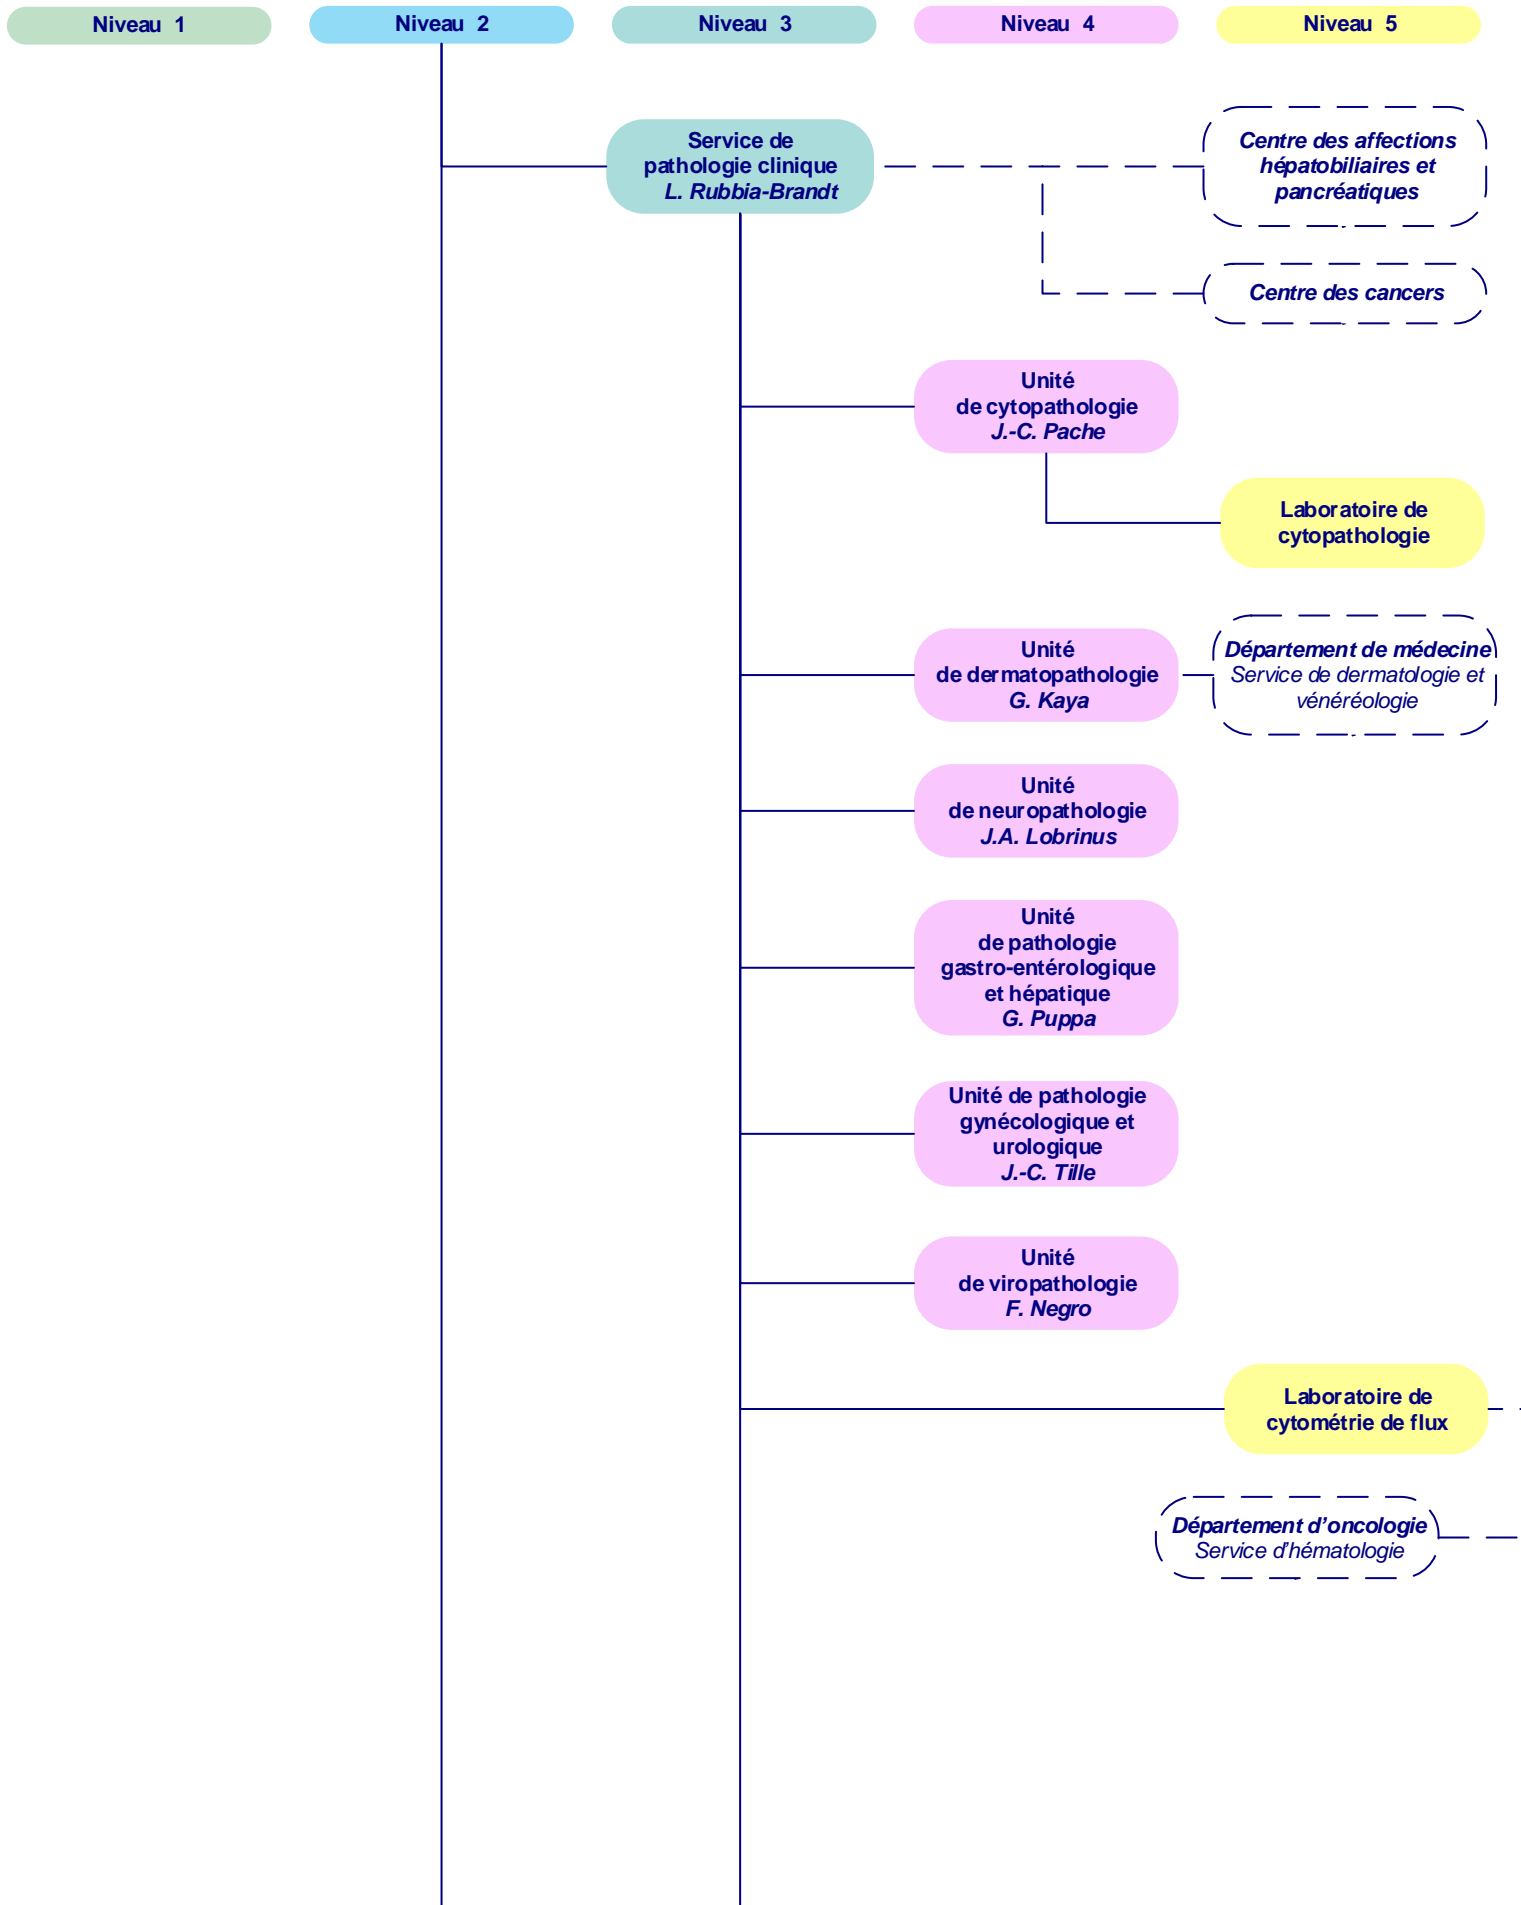 Niveau 1
Niveau 2
Niveau 3
Niveau 4
Niveau 5
Service de
pathologie clinique
L. Rubbia-Brandt
Centre des affections
hépatobiliaires et
pancréatiques
Centre des cancers
Unité
de cytopathologie
J.-C. Pache
Laboratoire de
cytopathologie
Unité
de dermatopathologie
G. Kaya
Département de médecine
Service de dermatologie et
vénéréologie
Unité
de neuropathologie
J.A. Lobrinus
Unité
de pathologie
gastro-entérologique
et hépatique
G. Puppa
Unité de pathologie
gynécologique et
urologique
J.-C. Tille
Unité
de viropathologie
F. Negro
Laboratoire de
cytométrie de flux
Département d’oncologie
Service d’hématologie